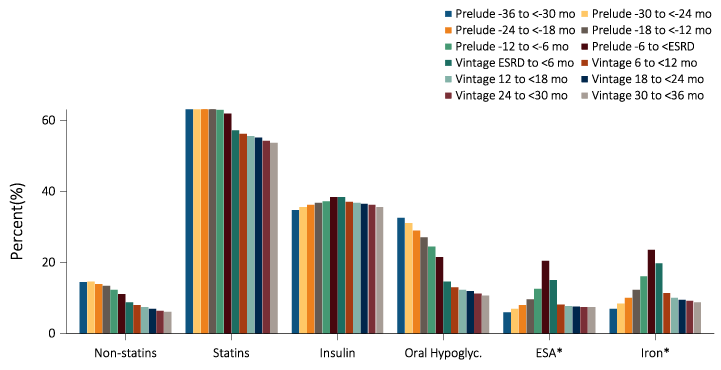 Prelude -36 to <-30 mo Prelude -30 to <-24 mo
Prelude -24 to <-18 mo Prelude -18 to <-12 mo
Prelude -12 to <-6 mo Prelude -6 to <ESRD
Vintage ESRD to <6 mo Vintage 6 to <12 mo
Vintage 12 to <18 mo Vintage 18 to <24 mo
Vintage 24 to <30 mo Vintage 30 to <36 mo
Percent(%)
60
40
20
0
Non-statins Statins Insulin Oral Hypoglyc. ESA* Iron*